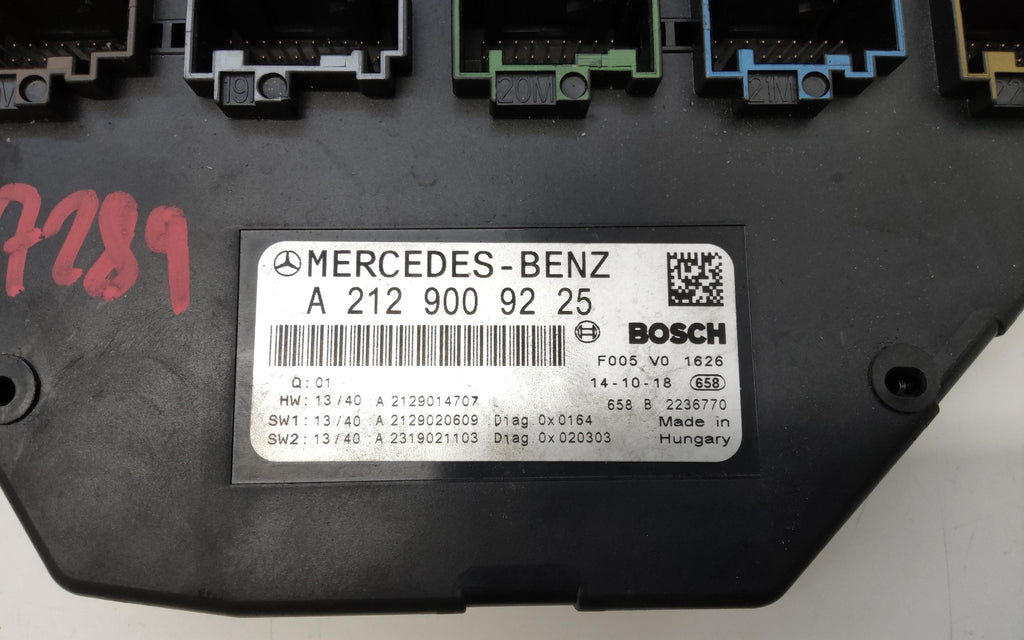 M 19 20M 21M 22
7289
MERCEDES-BENZ
A 212 900 92 25
BOSCH
F005 V0 1626
Q: 01
14-10-18 658
HW: 13/40 A 2129014707
658 B 2236770
SW1: 13/40 A 2129020609 Diag 0x0164
Made in
SW2: 13/40 A 2319021103 Diag 0x020303
Hungary